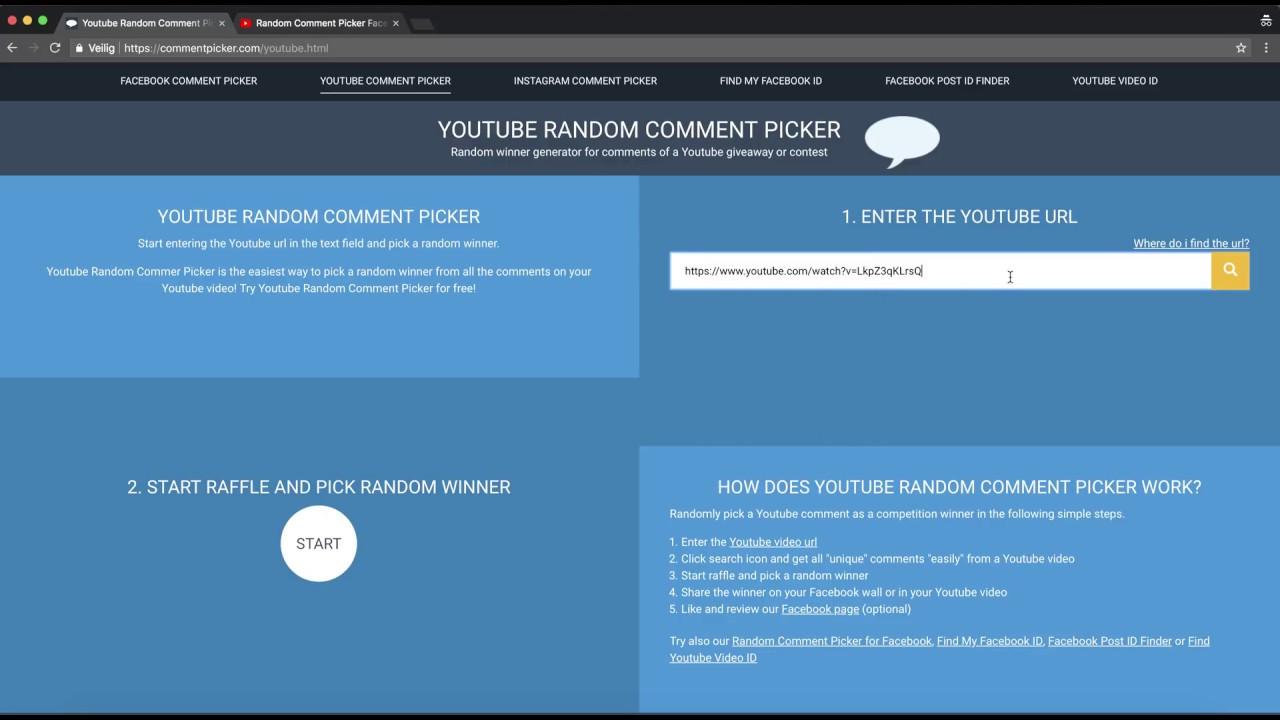 Youtube Random Comment Pi
Random Comment Picker Face
Veilig
https://commentpicker.com/youtube.html
FACEBOOK COMMENT PICKER
YOUTUBE COMMENT PICKER
INSTAGRAM COMMENT PICKER
FIND MY FACEBOOK ID
FACEBOOK POST ID FINDER
YOUTUBE VIDEO ID
YOUTUBE RANDOM COMMENT PICKER
Random winner generator for comments of a Youtube giveaway or contest
YOUTUBE RANDOM COMMENT PICKER
Start entering the Youtube url in the text field and pick a random winner.
Youtube Random Commer Picker is the easiest way to pick a random winner from all the comments on your
Youtube video! Try Youtube Random Comment Picker for free!
1. ENTER THE YOUTUBE URL
Where do i find the url?
https://www.youtube.com/watch?v=LkpZ3qKLrsQ
2. START RAFFLE AND PICK RANDOM WINNER
START
HOW DOES YOUTUBE RANDOM COMMENT PICKER WORK?
Randomly pick a Youtube comment as a competition winner in the following simple steps.
1. Enter the Youtube video url
2. Click search icon and get all "unique" comments "easily" from a Youtube video
3. Start raffle and pick a random winner
4. Share the winner on your Facebook wall or in your Youtube video
5. Like and review our Facebook page (optional)
Try also our Random Comment Picker for Facebook, Find My Facebook ID, Facebook Post ID Finder or Find
Youtube Video ID